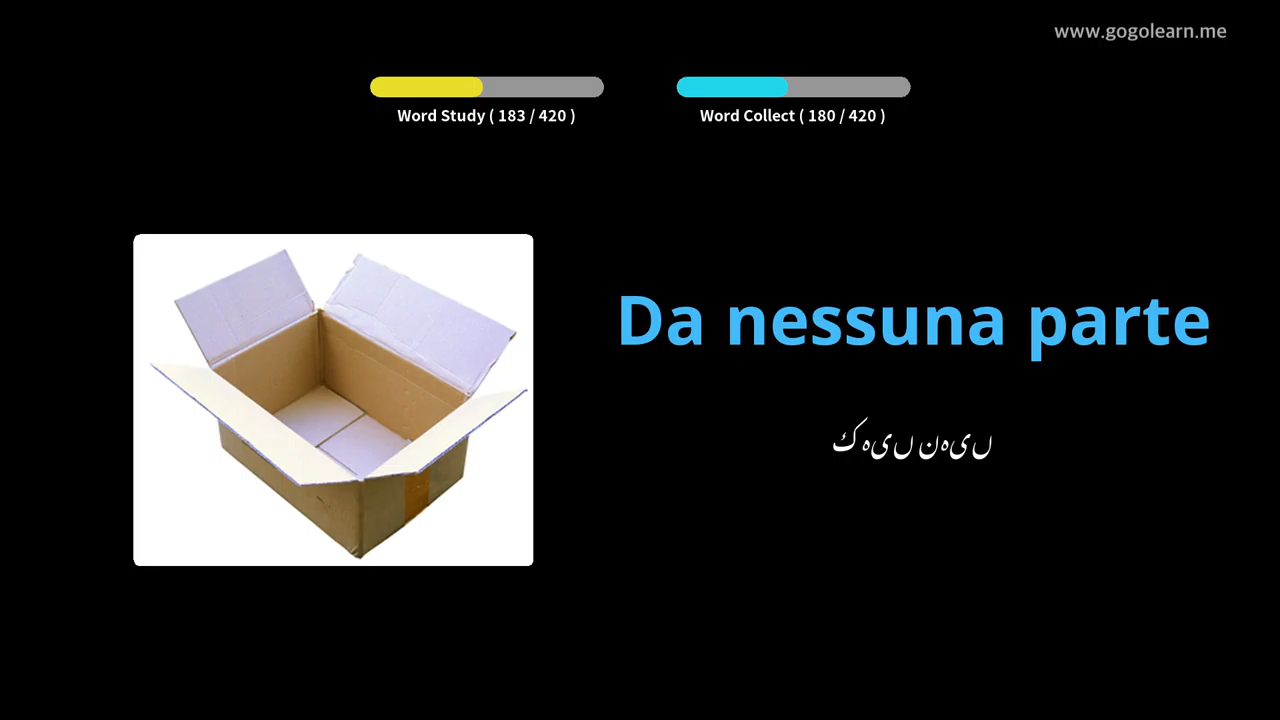 www.gogolearn.me
Word Study ( 183 / 420 )
Word Collect ( 180 / 420 )
Da nessuna parte
کہیں نہیں